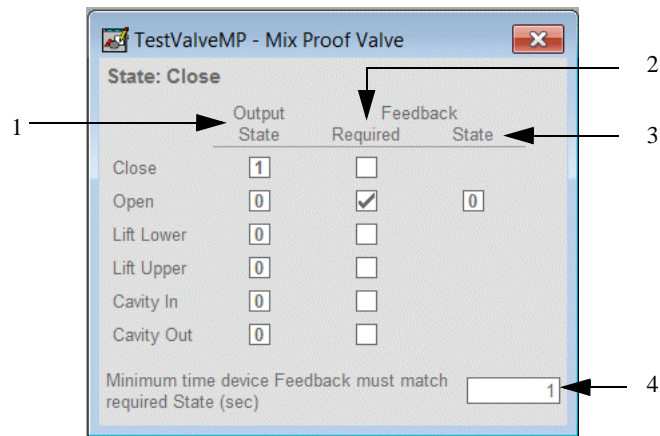 TestValveMP - Mix Proof Valve
State: Close
2
1
Output State
Feedback
Required
State
3
Close 1
Open 0 0
Lift Lower 0
Lift Upper 0
Cavity In 0
Cavity Out 0
Minimum time device Feedback must match
required State (sec)
1
4